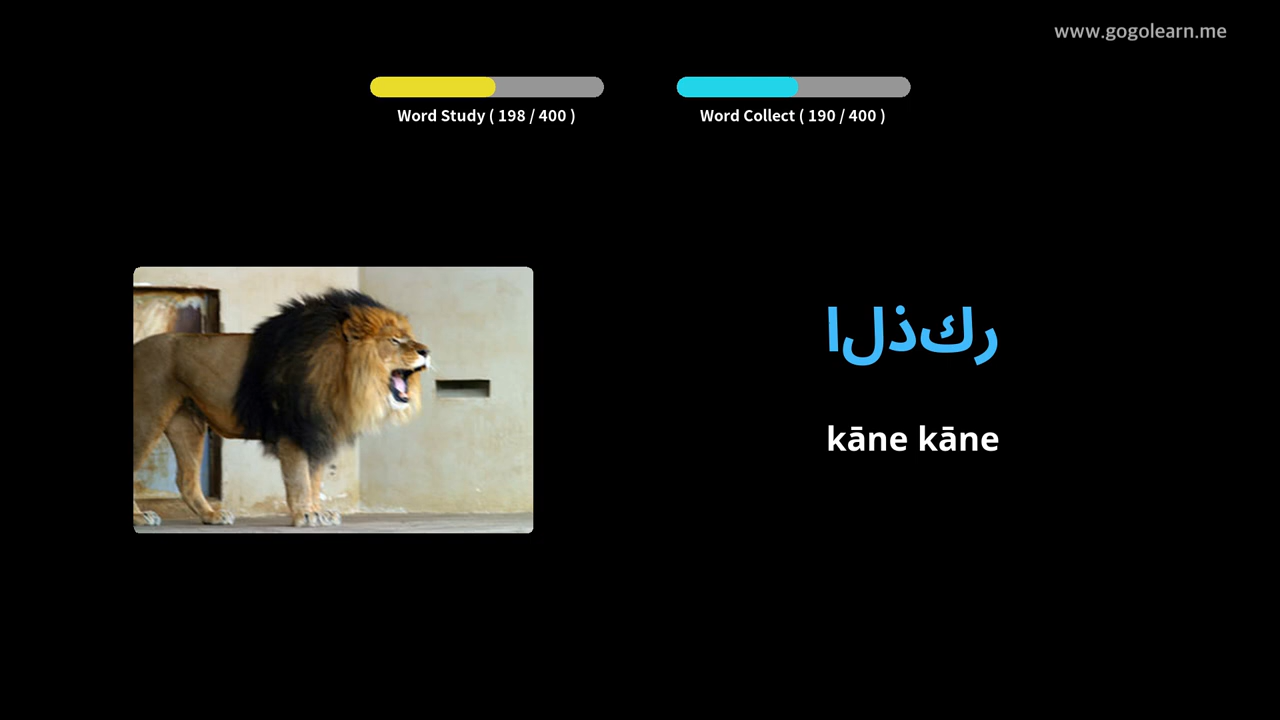 www.gogolearn.me
Word Study ( 198 / 400 )
Word Collect ( 190 / 400 )
الذكر
kāne kāne